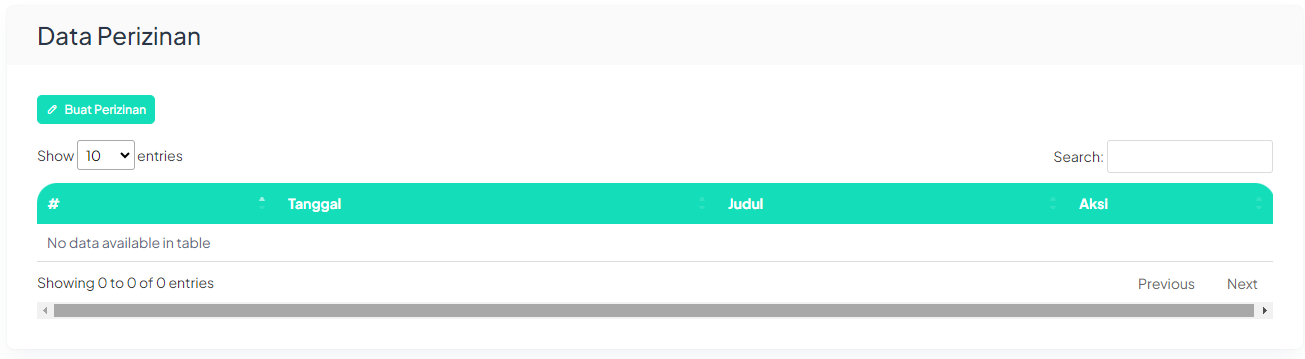 Data Perizinan
Buat Perizinan
Show 10 entries Search:
# Tanggal Judul Aksi
No data available in table
Showing 0 to 0 of 0 entries Previous Next